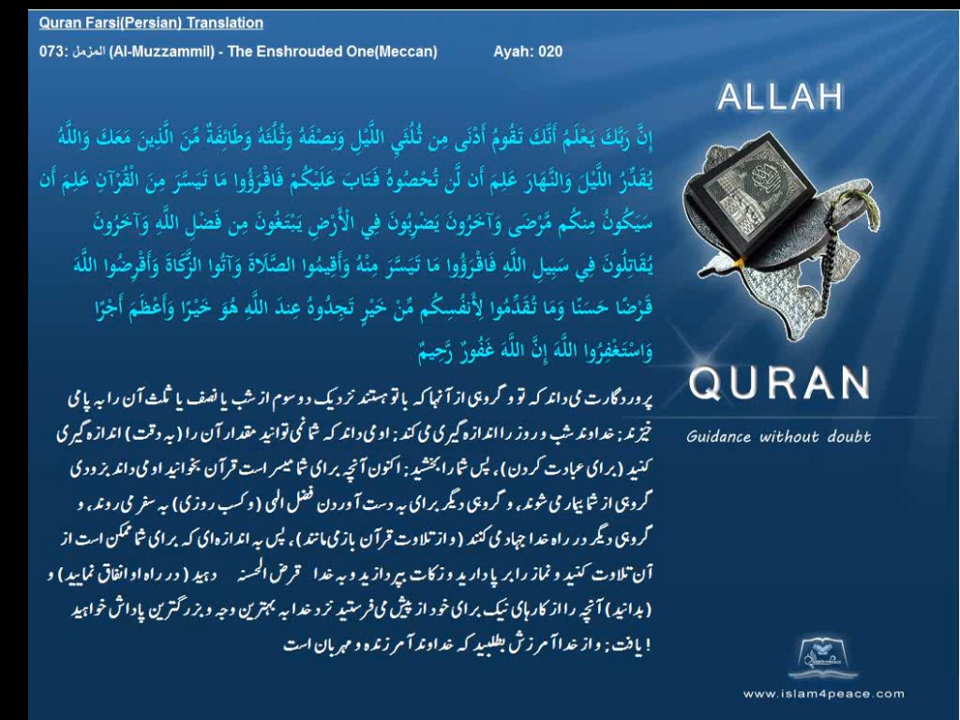 Quran Farsi(Persian) Translation
073: المزمل (Al-Muzzammil) - The Enshrouded One(Meccan) Ayah: 020
ALLAH
إِنَّ رَبَّكَ يَعْلَمُ أَنَّكَ تَقُومُ أَدْنَى مِن ثُلُثَيِ اللَّيْلِ وَنِصْفَهُ وَثُلُثَهُ وَطَائِفَةٌ مِّنَ الَّذِينَ مَعَكَ وَاللَّهُ
يُقَدِّرُ اللَّيْلَ وَالنَّهَارَ عَلِمَ أَن لَّن تُحْصُوهُ فَتَابَ عَلَيْكُمْ فَاقْرَؤُوا مَا تَيَسَّرَ مِنَ الْقُرْآنِ عَلِمَ أَن
سَيَكُونُ مِنكُم مَّرْضَى وَآخَرُونَ يَضْرِبُونَ فِي الْأَرْضِ يَبْتَغُونَ مِن فَضْلِ اللَّهِ وَآخَرُونَ
يُقَاتِلُونَ فِي سَبِيلِ اللَّهِ فَاقْرَؤُوا مَا تَيَسَّرَ مِنْهُ وَأَقِيمُوا الصَّلَاةَ وَآتُوا الزَّكَاةَ وَأَقْرِضُوا اللَّهَ
قَرْضًا حَسَنًا وَمَا تُقَدِّمُوا لِأَنفُسِكُم مِّنْ خَيْرٍ تَجِدُوهُ عِندَ اللَّهِ هُوَ خَيْرًا وَأَعْظَمَ أَجْرًا
وَاسْتَغْفِرُوا اللَّهَ إِنَّ اللَّهَ غَفُورٌ رَّحِيمٌ
QURAN
Guidance without doubt
پروردگارت می‌داند که تو و گروهی از آنها که با تو هستند نزدیک دو سوم از شب یا نصف یا ثلث آن را به پا می
خیزند; خداوند شب و روز را اندازه گیری می کند; او می‌داند که شما نمی‌توانید مقدار آن را (به دقت) اندازه گیری
کنید (برای عبادت کردن)، پس شما را بخشید; اکنون آنچه برای شما میسر است قرآن بخوانید او می‌داند بزودی
گروهی از شما بیمار می‌شوند، و گروهی دیگر برای به دست آوردن فضل الهی (و کسب روزی) به سفر می‌روند، و
گروهی دیگر در راه خدا جهاد می کنند (و از تلاوت قرآن بازمی‌مانند)، پس به اندازه‌ای که برای شما ممکن است از
آن تلاوت کنید و نماز را بر پا دارید و زکات بپردازید و به خدا قرض الحسنه دهید (در راه او انفاق نمایید) و
(بدانید) آنچه را از کارهای نیک برای خود از پیش می‌فرستید نزد خدا به بهترین وجه و بزرگترین پاداش خواهید
! یافت; و از خدا آمرزش بطلبید که خداوند آمرزنده و مهربان است
www.islam4peace.com